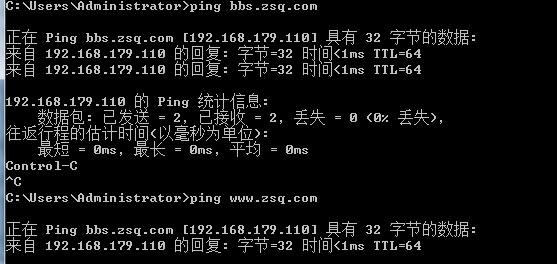 C:\Users\Administrator>ping bbs.zsq.com
正在 Ping bbs.zsq.com [192.168.179.110] 具有 32 字节的数据:
来自 192.168.179.110 的回复: 字节=32 时间<1ms TTL=64
来自 192.168.179.110 的回复: 字节=32 时间<1ms TTL=64
192.168.179.110 的 Ping 统计信息:
数据包: 已发送 = 2，已接收 = 2，丢失 = 0 (0% 丢失)，
往返行程的估计时间(以毫秒为单位):
最短 = 0ms，最长 = 0ms，平均 = 0ms
Control-C
^C
C:\Users\Administrator>ping www.zsq.com
正在 Ping bbs.zsq.com [192.168.179.110] 具有 32 字节的数据:
来自 192.168.179.110 的回复: 字节=32 时间<1ms TTL=64